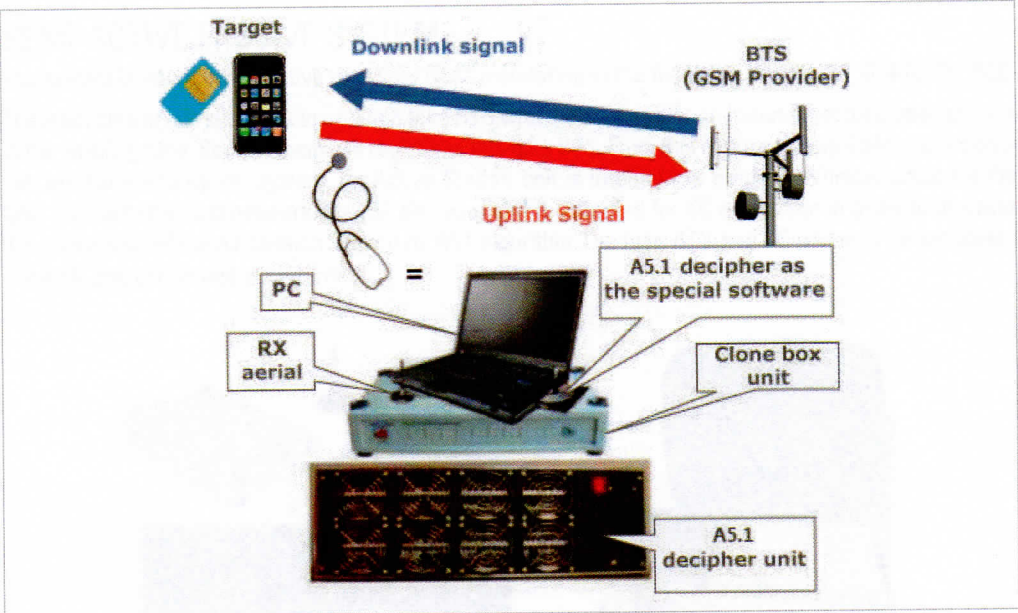 Target
Downlink signal
BTS
(GSM Provider)
Uplink Signal
=
A5.1 decipher as
the special software
PC
RX
aerial
Clone box
unit
A5.1
decipher unit